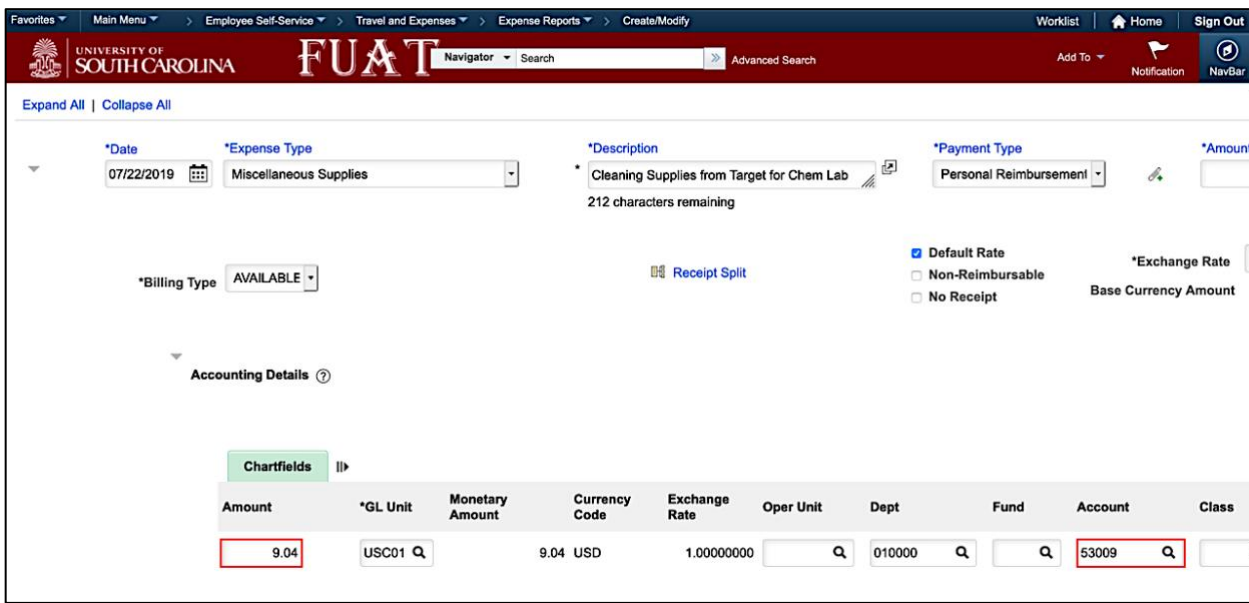 Favorites Main Menu > Employee Self-Service > Travel and Expenses > Expense Reports > Create/Modify Worklist Home Sign Out
UNIVERSITY OF
SOUTH CAROLINA
FUAT
Navigator Search >> Advanced Search
Add To
Notification
NavBar
Expand All | Collapse All
*Date *Expense Type *Description *Payment Type *Amount
07/22/2019 Miscellaneous Supplies * Cleaning Supplies from Target for Chem Lab Personal Reimbursement
212 characters remaining
*Billing Type AVAILABLE
Receipt Split
Default Rate
Non-Reimbursable
No Receipt
*Exchange Rate
Base Currency Amount
Accounting Details ?
Chartfields
Amount *GL Unit Monetary Amount Currency Code Exchange Rate Oper Unit Dept Fund Account Class
9.04 USC01 9.04 USD 1.00000000 010000 53009